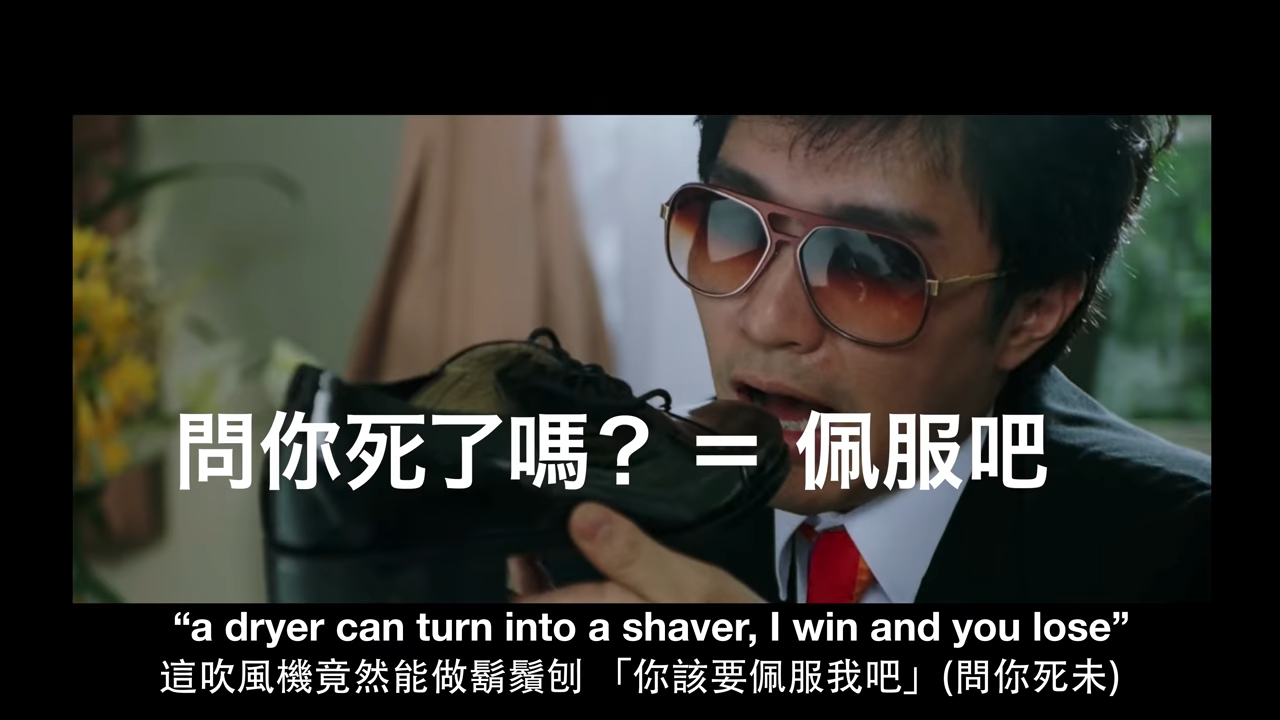 問你死了嗎？＝ 佩服吧
“a dryer can turn into a shaver, I win and you lose”
這吹風機竟然能做鬍鬚刨 「你該要佩服我吧」(問你死未)